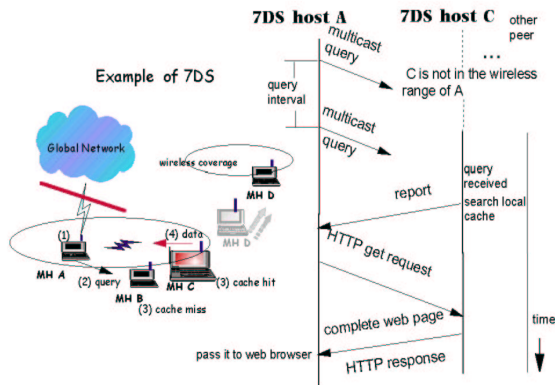 Example of 7DS
Global Network
wireless coverage
MH D
MH D
(1)
(4) data
MH A
(2) query
MH B
MH C
(3) cache hit
(3) cache miss
7DS host A
7DS host C
other
peer
...
multicast
query
C is not in the wireless
range of A
query
interval
multicast
query
query
received
search local
cache
report
HTTP get request
complete web page
time
pass it to web browser
HTTP response